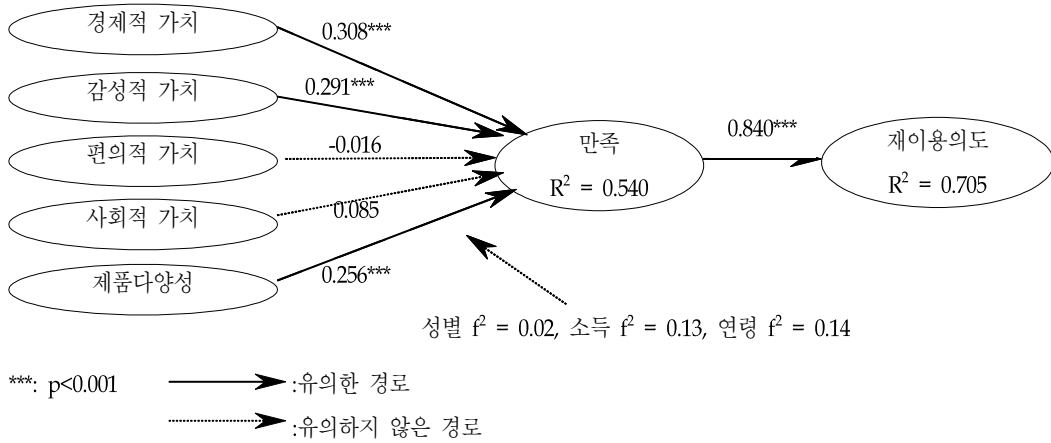 경제적 가치
0.308***
감성적 가치
0.291***
편의적 가치
-0.016
사회적 가치
0.085
제품다양성
0.256***
만족
R² = 0.540
0.840***
재이용의도
R² = 0.705
성별 f² = 0.02, 소득 f² = 0.13, 연령 f² = 0.14
***: p<0.001
:유의한 경로
:유의하지 않은 경로